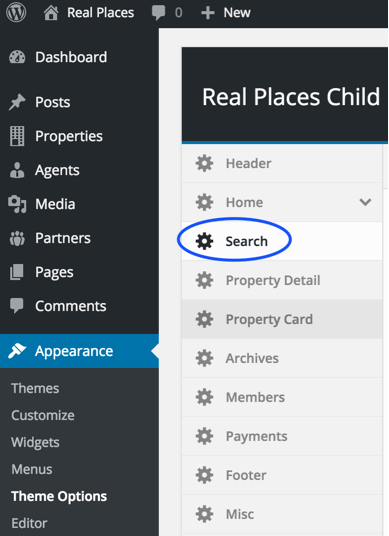 Real Places 0 New
Dashboard
Posts
Properties
Agents
Media
Partners
Pages
Comments
Appearance
Themes
Customize
Widgets
Menus
Theme Options
Editor
Real Places Child
Header
Home
Search
Property Detail
Property Card
Archives
Members
Payments
Footer
Misc